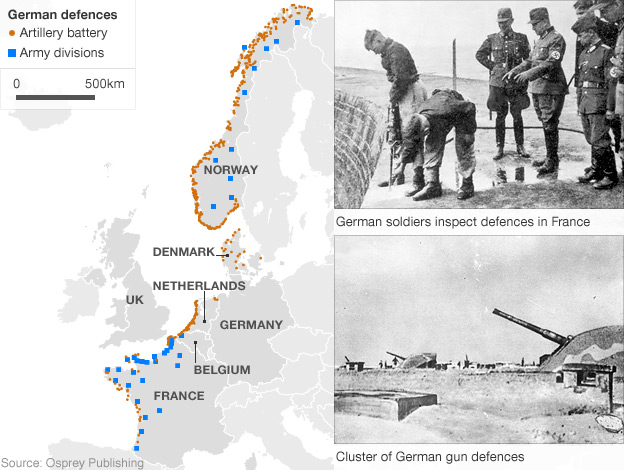 German defences
Artillery battery
Army divisions
0 500km
NORWAY
DENMARK
NETHERLANDS
UK
GERMANY
BELGIUM
FRANCE
Source: Osprey Publishing
German soldiers inspect defences in France
Cluster of German gun defences